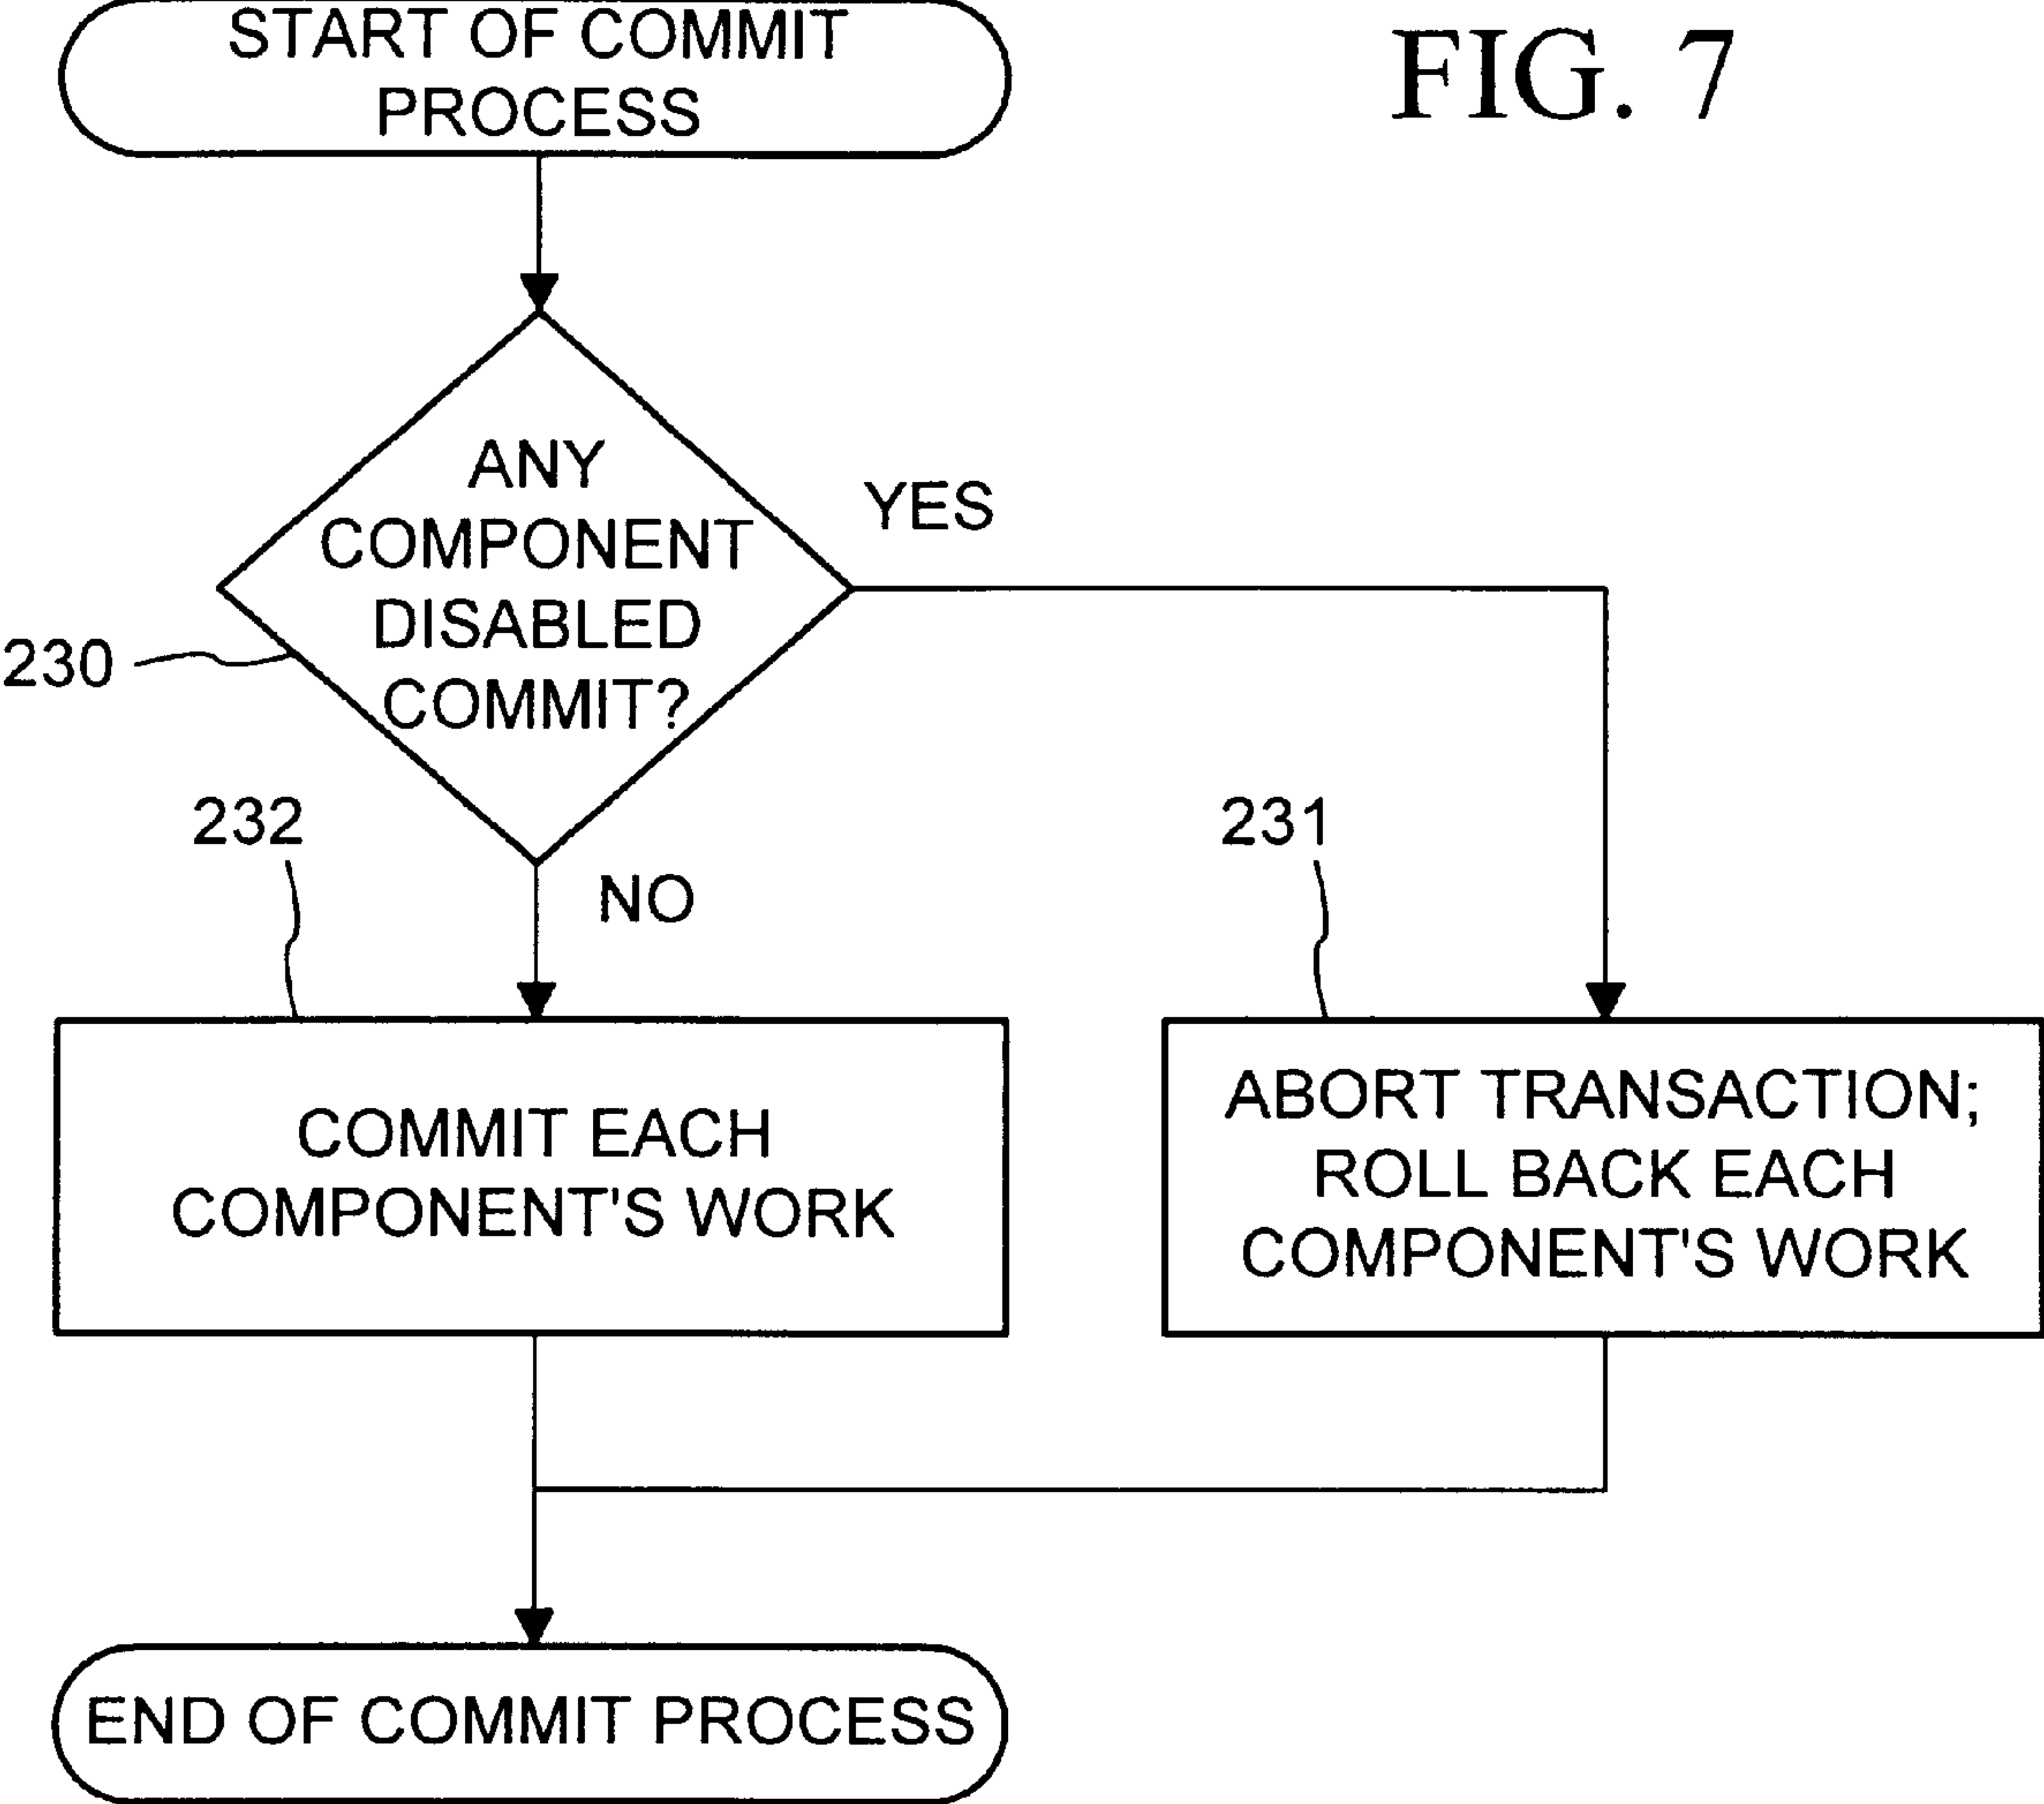 START OF COMMIT
PROCESS
FIG. 7
ANY
COMPONENT
DISABLED
COMMIT?
YES
230
232
NO
231
COMMIT EACH
COMPONENT'S WORK
ABORT TRANSACTION;
ROLL BACK EACH
COMPONENT'S WORK
END OF COMMIT PROCESS